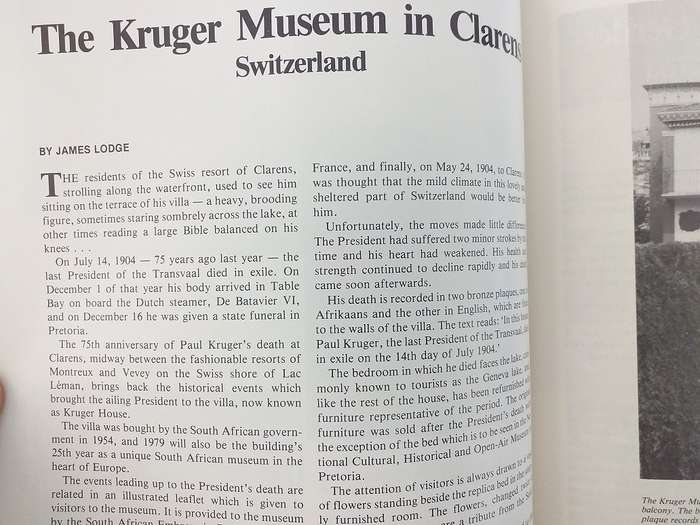 The Kruger Museum in Clarens
Switzerland
BY JAMES LODGE
THE residents of the Swiss resort of Clarens,
strolling along the waterfront, used to see him
sitting on the terrace of his villa — a heavy, brooding
figure, sometimes staring sombrely across the lake, at
other times reading a large Bible balanced on his
knees . . .
On July 14, 1904 — 75 years ago last year — the
last President of the Transvaal died in exile. On
December 1 of that year his body arrived in Table
Bay on board the Dutch steamer, De Batavier VI,
and on December 16 he was given a state funeral in
Pretoria.
The 75th anniversary of Paul Kruger's death at
Clarens, midway between the fashionable resorts of
Montreux and Vevey on the Swiss shore of Lac
Léman, brings back the historical events which
brought the ailing President to the villa, now known
as Kruger House.
The villa was bought by the South African govern-
ment in 1954, and 1979 will also be the building's
25th year as a unique South African museum in the
heart of Europe.
The events leading up to the President's death are
related in an illustrated leaflet which is given to
visitors to the museum. It is provided to the museum
by the South African
France, and finally, on May 24, 1904, to Clarens
was thought that the mild climate in this lovely
sheltered part of Switzerland would be better
him.
Unfortunately, the moves made little
The President had suffered two minor strokes by
time and his heart had weakened. His health
strength continued to decline rapidly and his
came soon afterwards.
His death is recorded in two bronze plaques,
Afrikaans and the other in English, which are
to the walls of the villa. The text reads: 'In this
Paul Kruger, the last President of the Transvaal,
in exile on the 14th day of July 1904.'
The bedroom in which he died faces the lake,
monly known to tourists as the Geneva lake,
like the rest of the house, has been refurnished
furniture representative of the period. The
furniture was sold after the President's death
the exception of the bed which is to be seen in the
tional Cultural, Historical and Open-Air
Pretoria.
The attention of visitors is always drawn to a
of flowers standing beside the replica bed in the
ly furnished room. The flowers, changed
are a tribute from the
The Kruger
balcony. The
plaque